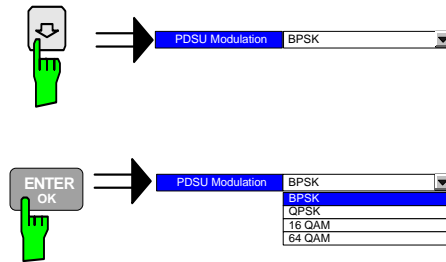 PDSU Modulation BPSK
ENTER
OK
PDSU Modulation BPSK
BPSK
QPSK
16 QAM
64 QAM